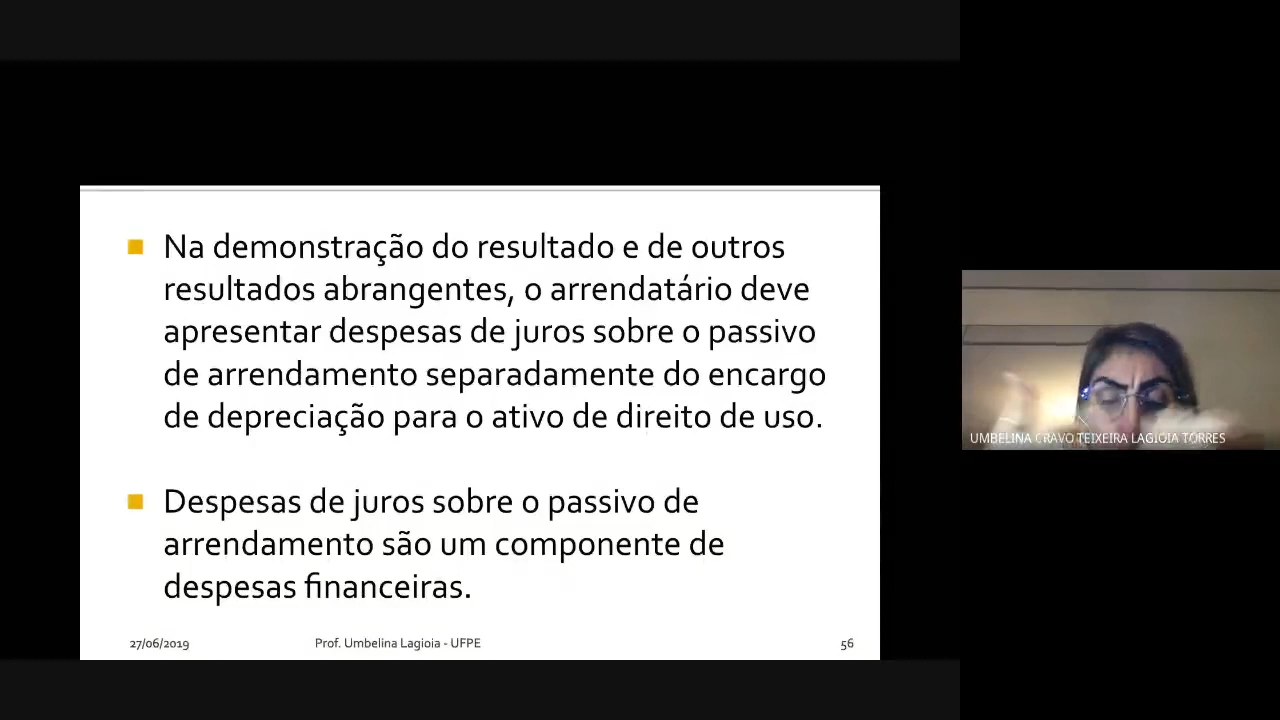 Na demonstração do resultado e de outros
resultados abrangentes, o arrendatário deve
apresentar despesas de juros sobre o passivo
de arrendamento separadamente do encargo
de depreciação para o ativo de direito de uso.
Despesas de juros sobre o passivo de
arrendamento são um componente de
despesas financeiras.
27/06/2019
Prof. Umbelina Lagioia - UFPE
56
UMBELINA CRAVO TEIXEIRA LAGIOIA TORRES